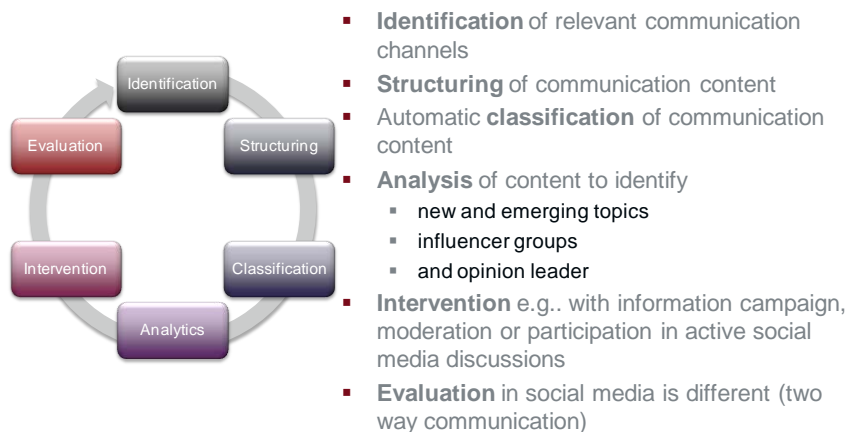 Identification
Structuring
Classification
Analytics
Intervention
Evaluation
Identification of relevant communication
channels
Structuring of communication content
Automatic classification of communication
content
Analysis of content to identify
new and emerging topics
influencer groups
and opinion leader
Intervention e.g.. with information campaign,
moderation or participation in active social
media discussions
Evaluation in social media is different (two
way communication)